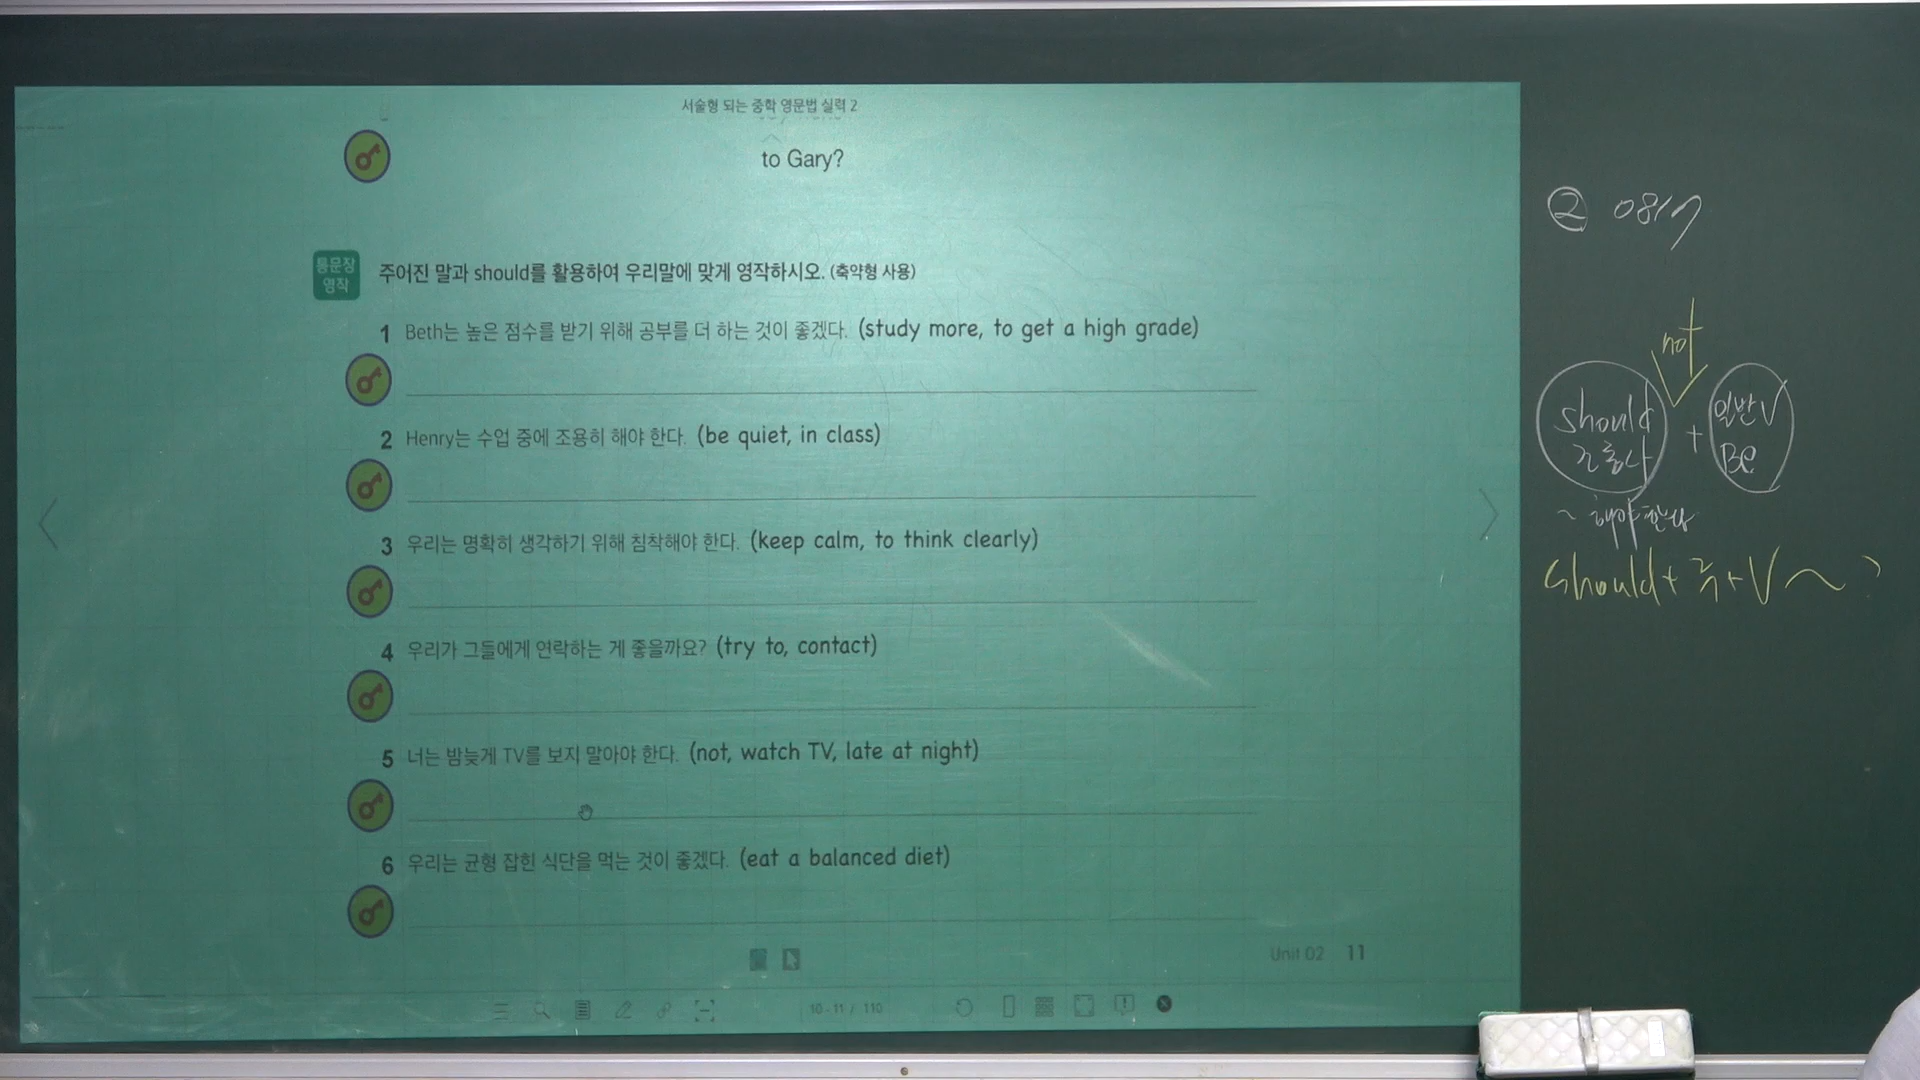 서술형 되는 중학 영문법 실력 2
to Gary?
통문장
영작
주어진 말과 should를 활용하여 우리말에 맞게 영작하시오. (축약형 사용)
1 Beth는 높은 점수를 받기 위해 공부를 더 하는 것이 좋겠다. (study more, to get a high grade)
2 Henry는 수업 중에 조용히 해야 한다. (be quiet, in class)
3 우리는 명확히 생각하기 위해 침착해야 한다. (keep calm, to think clearly)
4 우리가 그들에게 연락하는 게 좋을까요? (try to, contact)
5 너는 밤늦게 TV를 보지 말아야 한다. (not, watch TV, late at night)
6 우리는 균형 잡힌 식단을 먹는 것이 좋겠다. (eat a balanced diet)
Unit 02 11
10 - 11 / 110
② 0817
not
should + 일반V
조동사 Be
~ 해야한다
should + 주 + V ~ ?